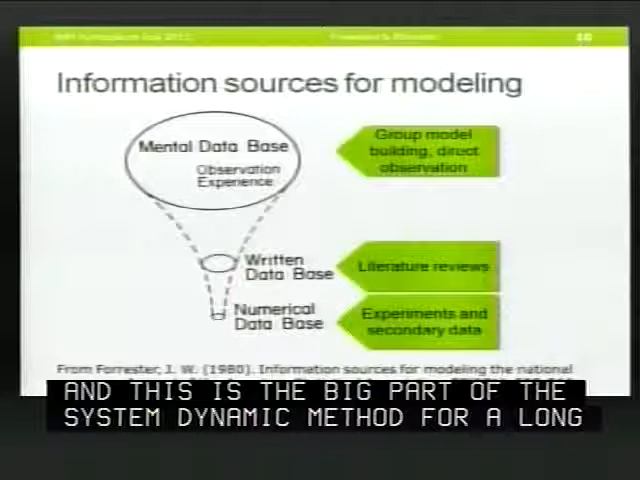 Information sources for modeling
Mental Data Base
Observation
Experience
Group model
building, direct
observation
Written
Data Base
Literature reviews
Numerical
Data Base
Experiments and
secondary data
From Forrester, J. W. (1980). Information sources for modeling the national
AND THIS IS THE BIG PART OF THE
SYSTEM DYNAMIC METHOD FOR A LONG